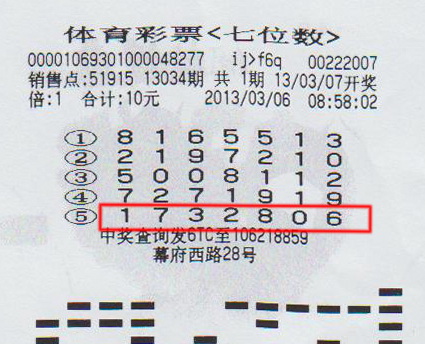 体育彩票<七位数>
00001069301000048277 ij>f6q 00222007
销售点:51915 13034期 共 1期 13/03/07开奖
倍:1 合计:10元 2013/03/06 08:58:02
① 8 1 6 5 5 1 3
② 2 1 9 7 2 1 0
③ 5 0 0 8 1 1 2
④ 7 2 7 1 9 1 9
⑤ 1 7 3 2 8 0 6
中奖查询发6TC至106218859
幕府西路28号